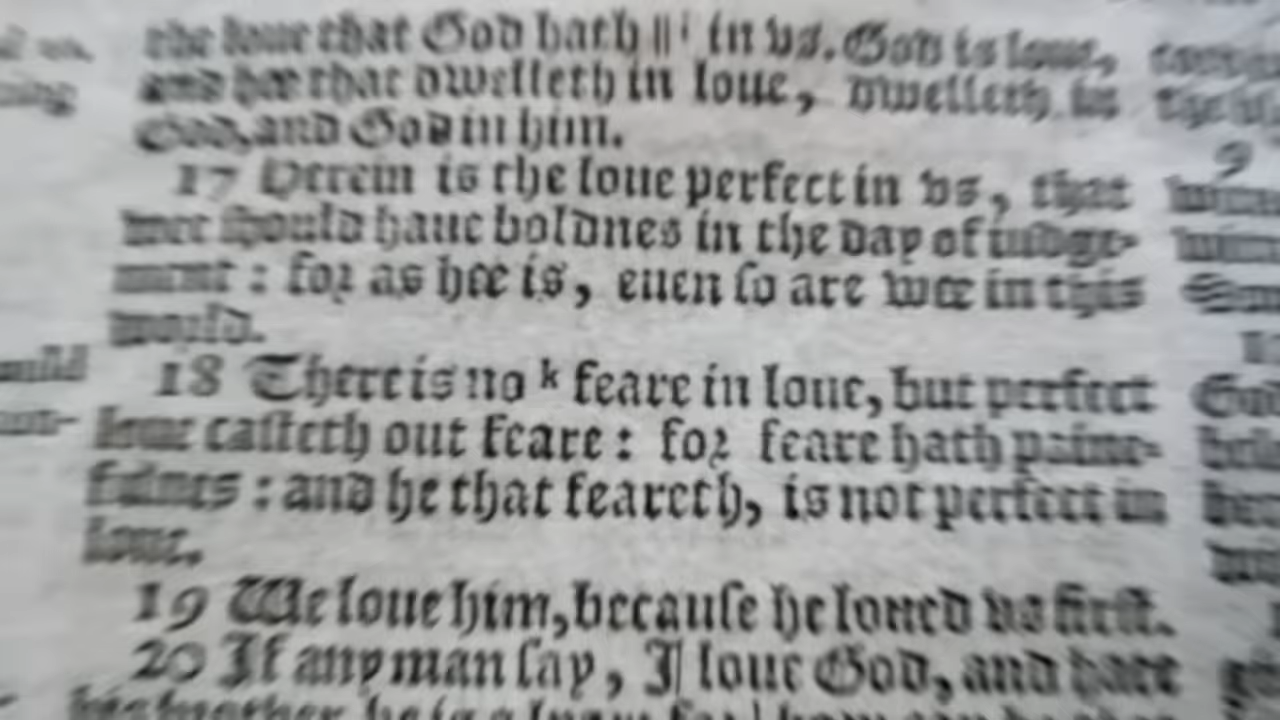 the loue that God hath || i in vs. God is loue,
and hee that dwelleth in loue, dwelleth in
God, and God in him.
17 Herein is the loue perfect in vs, that
wee should haue boldnes in the day of iudge-
ment : for as hee is, euen so are wee in this
world.
18 There is no k feare in loue, but perfect
loue casteth out feare : for feare hath paine-
fulnes : and he that feareth, is not perfect in
loue.
19 We loue him, because he loued vs first.
20 If any man say, I || loue God, and hate
his brother, he is a